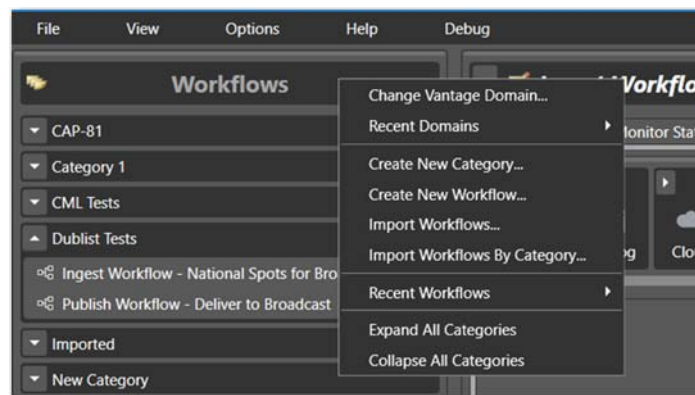 File View Options Help Debug
Workflows
CAP-81
Category 1
CML Tests
Dublist Tests
Ingest Workflow - National Spots for Bro
Publish Workflow - Deliver to Broadcast
Imported
New Category
Change Vantage Domain...
Recent Domains
Create New Category...
Create New Workflow...
Import Workflows...
Import Workflows By Category...
Recent Workflows
Expand All Categories
Collapse All Categories
Workflo
Monitor Sta
Clo